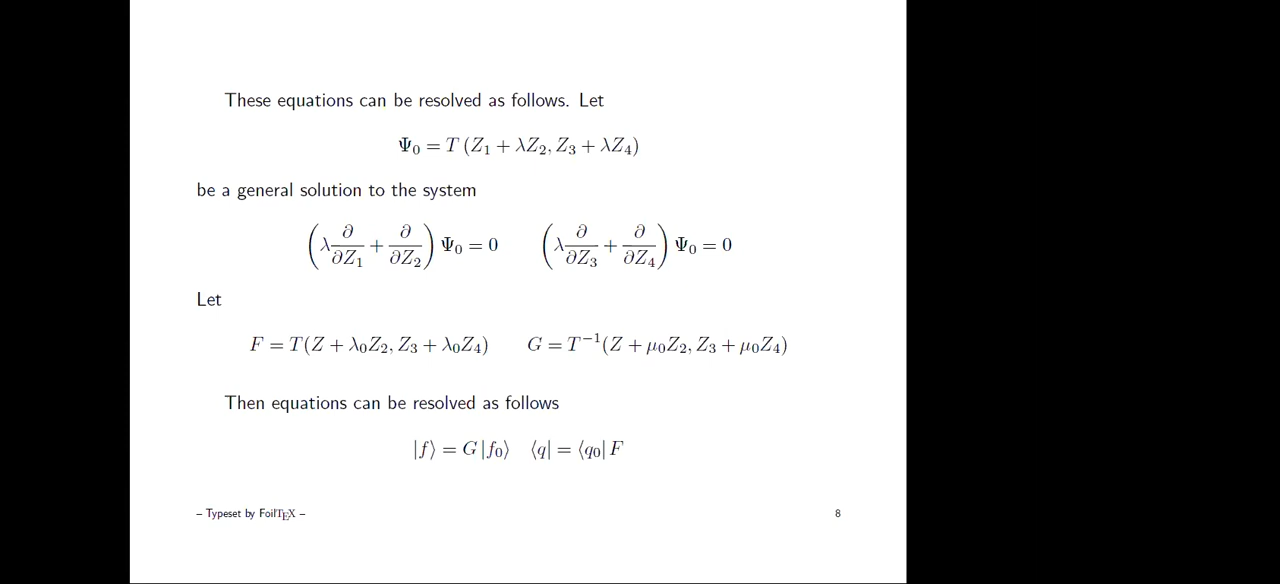 These equations can be resolved as follows. Let
Ψ₀ = T (Z₁ + λZ₂, Z₃ + λZ₄)
be a general solution to the system
(λ ∂/∂Z₁ + ∂/∂Z₂) Ψ₀ = 0 (λ ∂/∂Z₃ + ∂/∂Z₄) Ψ₀ = 0
Let
F = T(Z + λ₀Z₂, Z₃ + λ₀Z₄) G = T⁻¹(Z + μ₀Z₂, Z₃ + μ₀Z₄)
Then equations can be resolved as follows
|f⟩ = G |f₀⟩ ⟨q| = ⟨q₀| F
– Typeset by FoilTEX – 8